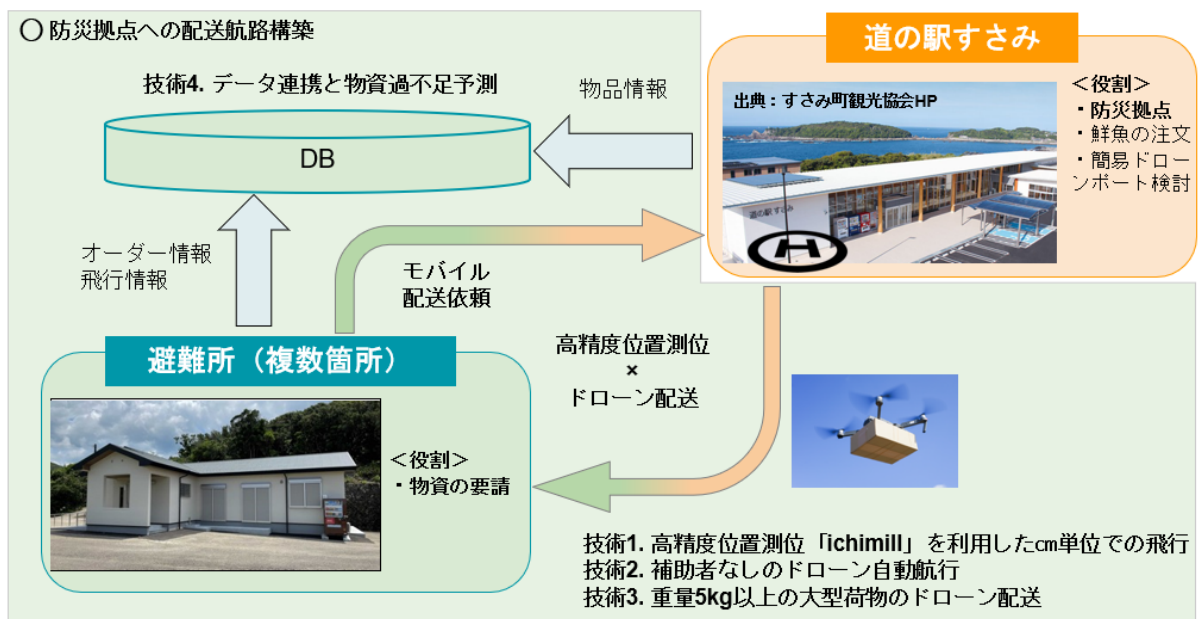 〇 防災拠点への配送航路構築
道の駅すさみ
技術4. データ連携と物資過不足予測
物品情報
DB
出典：すさみ町観光協会HP
道の駅すさみ
H
＜役割＞
・防災拠点
・鮮魚の注文
・簡易ドロー
ンポート検討
オーダー情報
飛行情報
モバイル
配送依頼
避難所（複数箇所）
＜役割＞
・物資の要請
高精度位置測位
×
ドローン配送
技術1. 高精度位置測位「ichimill」を利用した㎝単位での飛行
技術2. 補助者なしのドローン自動航行
技術3. 重量5kg以上の大型荷物のドローン配送